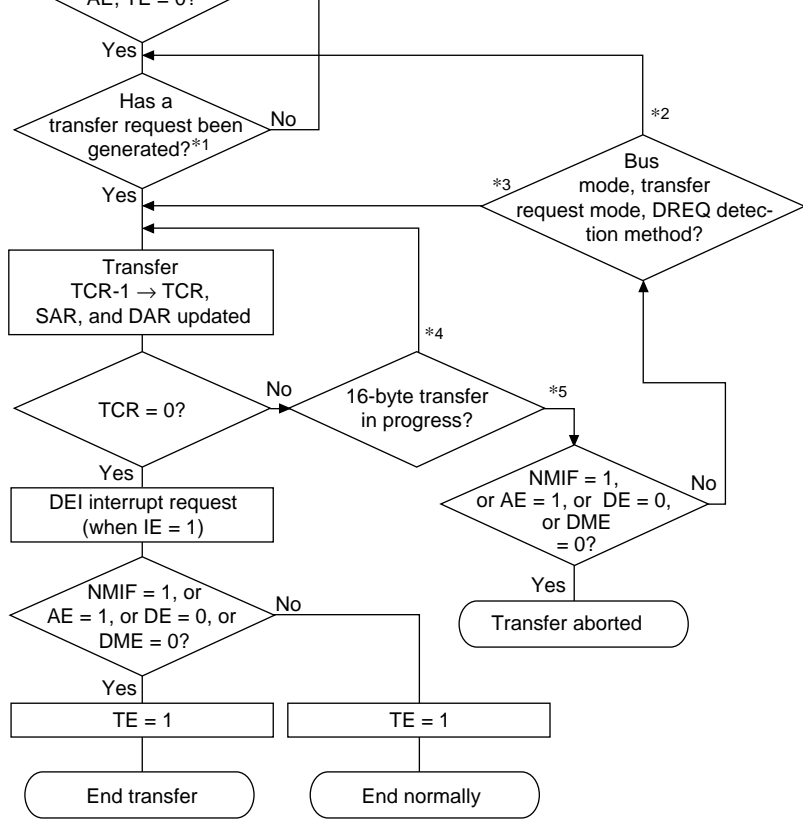 AE, TE = 0?
Yes
Has a
transfer request been
generated?*1
No
Yes
*2
Bus
mode, transfer
request mode, DREQ detec-
tion method?
*3
Transfer
TCR-1 → TCR,
SAR, and DAR updated
*4
TCR = 0?
No
16-byte transfer
in progress?
*5
Yes
DEI interrupt request
(when IE = 1)
NMIF = 1,
or AE = 1, or DE = 0,
or DME
= 0?
No
Yes
Transfer aborted
NMIF = 1, or
AE = 1, or DE = 0, or
DME = 0?
No
Yes
TE = 1
TE = 1
End transfer
End normally